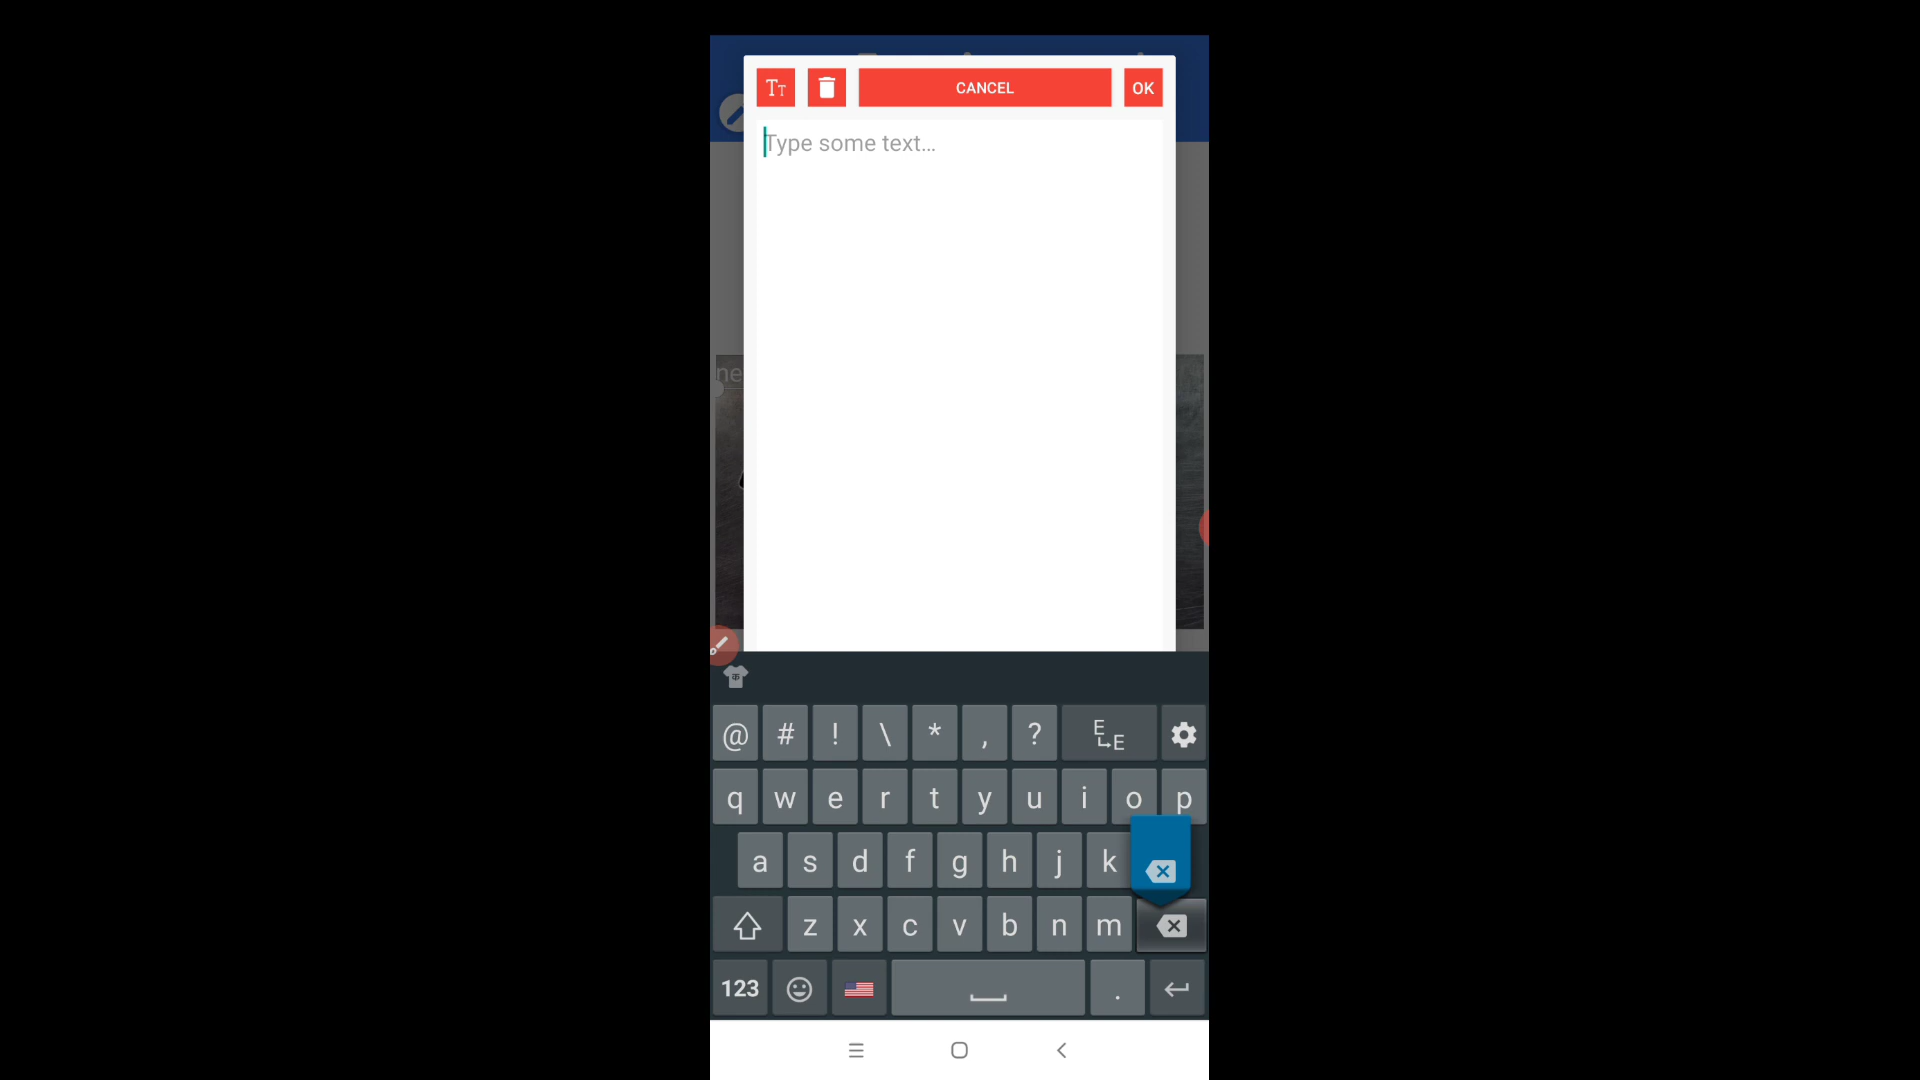 Tт CANCEL OK
Type some text...
ne
@ # ! \ * , ? E E
q w e r t y u i o p
a s d f g h j k
z x c v b n m
123 .